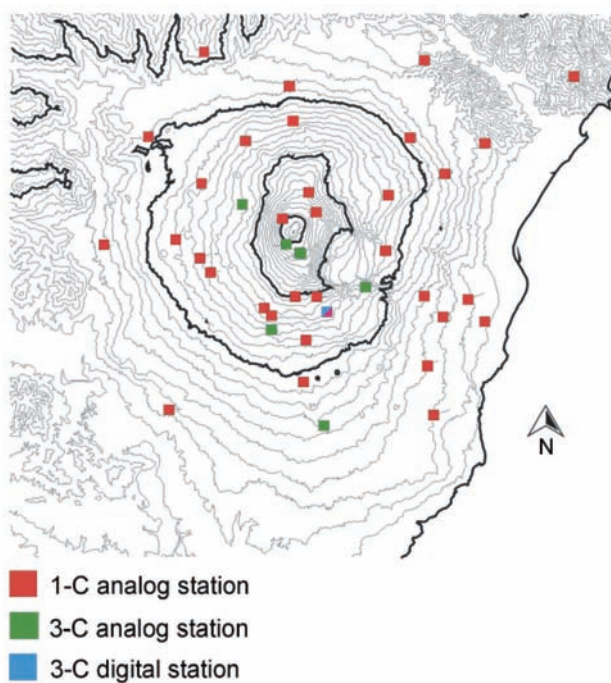 N
1-C analog station
3-C analog station
3-C digital station